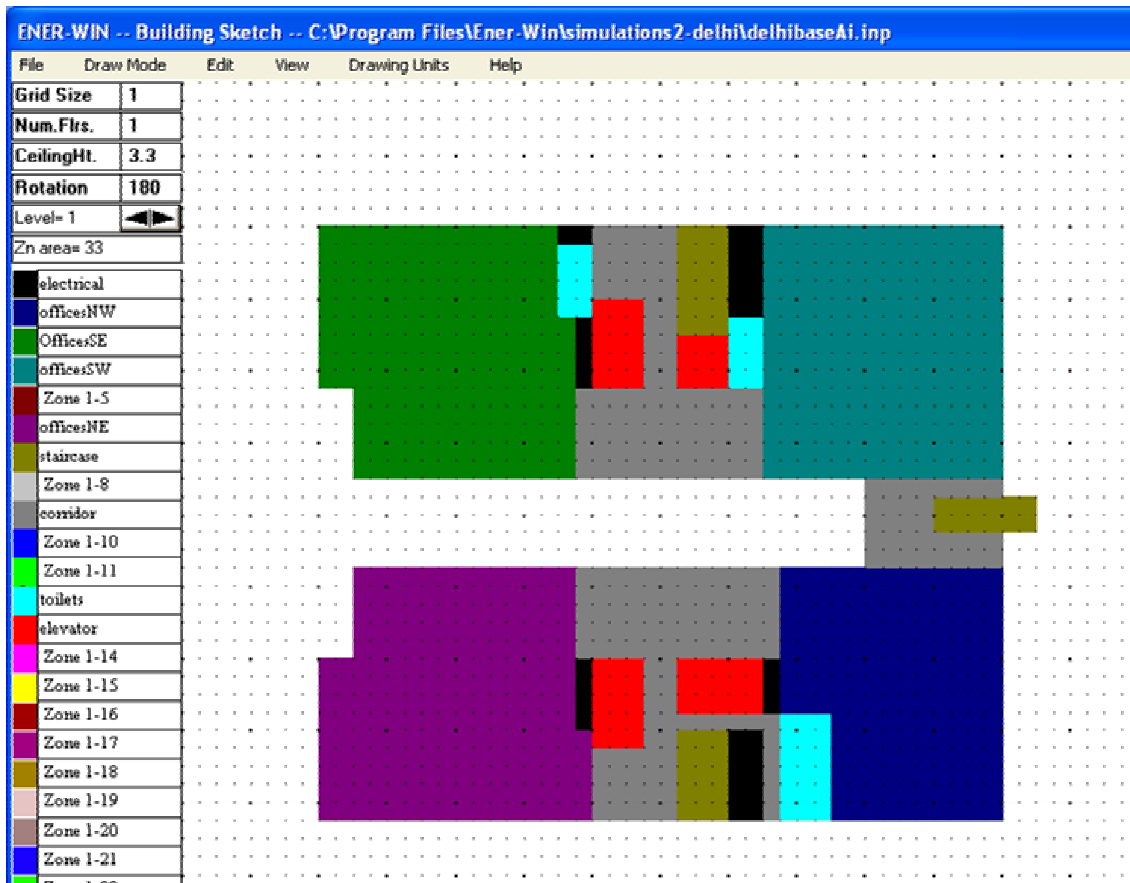 ENER-WIN -- Building Sketch -- C:\Program Files\Ener-Win\simulations2-delhi\delhibaseAi.inp
File Draw Mode Edit View Drawing Units Help
Grid Size 1
Num.Flrs. 1
CeilingHt. 3.3
Rotation 180
Level= 1
Zn area= 33
electrical
officesNW
OfficesSE
officesSW
Zone 1-5
officesNE
staircase
Zone 1-8
corridor
Zone 1-10
Zone 1-11
toilets
elevator
Zone 1-14
Zone 1-15
Zone 1-16
Zone 1-17
Zone 1-18
Zone 1-19
Zone 1-20
Zone 1-21